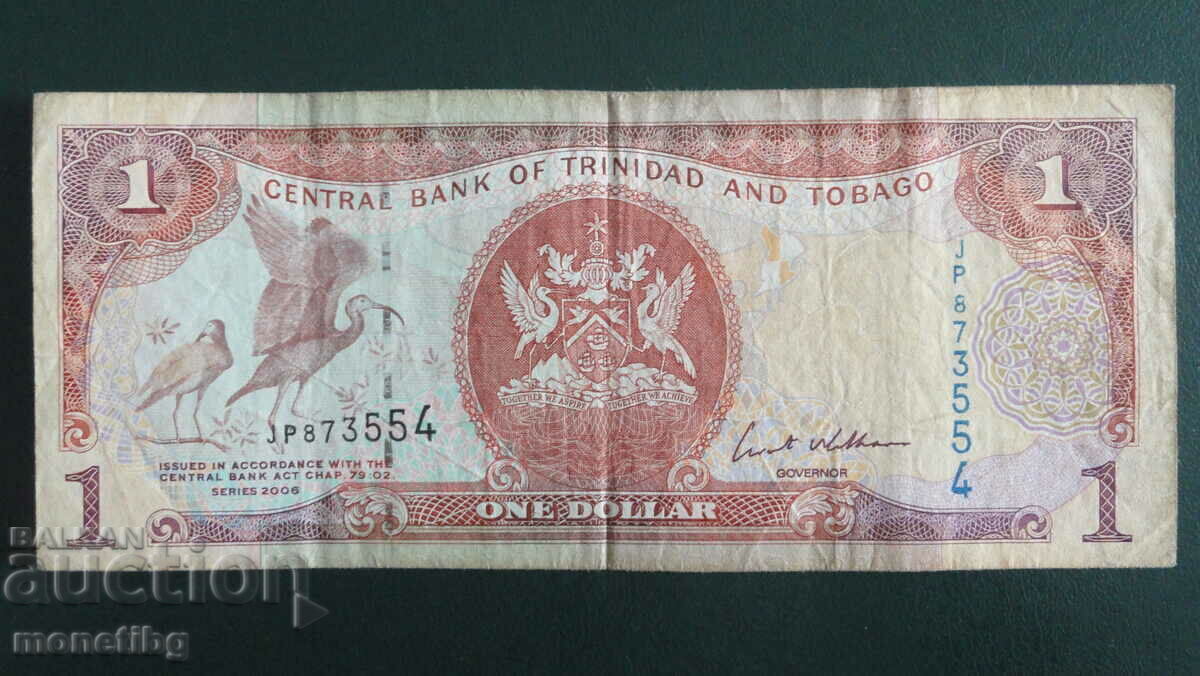 1
CENTRAL BANK OF TRINIDAD AND TOBAGO
1
JP873554
TOGETHER WE ASPIRE TOGETHER WE ACHIEVE
JP873554
ISSUED IN ACCORDANCE WITH THE
CENTRAL BANK ACT CHAP. 79:02.
SERIES 2006
GOVERNOR
1
ONE DOLLAR
1
BALKAN
auction
monetibg